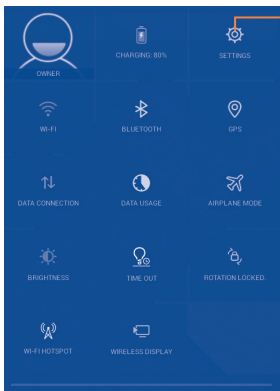 OWNER
CHARGING: 80%
SETTINGS
WI-FI
BLUETOOTH
GPS
DATA CONNECTION
DATA USAGE
AIRPLANE MODE
BRIGHTNESS
TIME OUT
ROTATION LOCKED
WI-FI HOTSPOT
WIRELESS DISPLAY